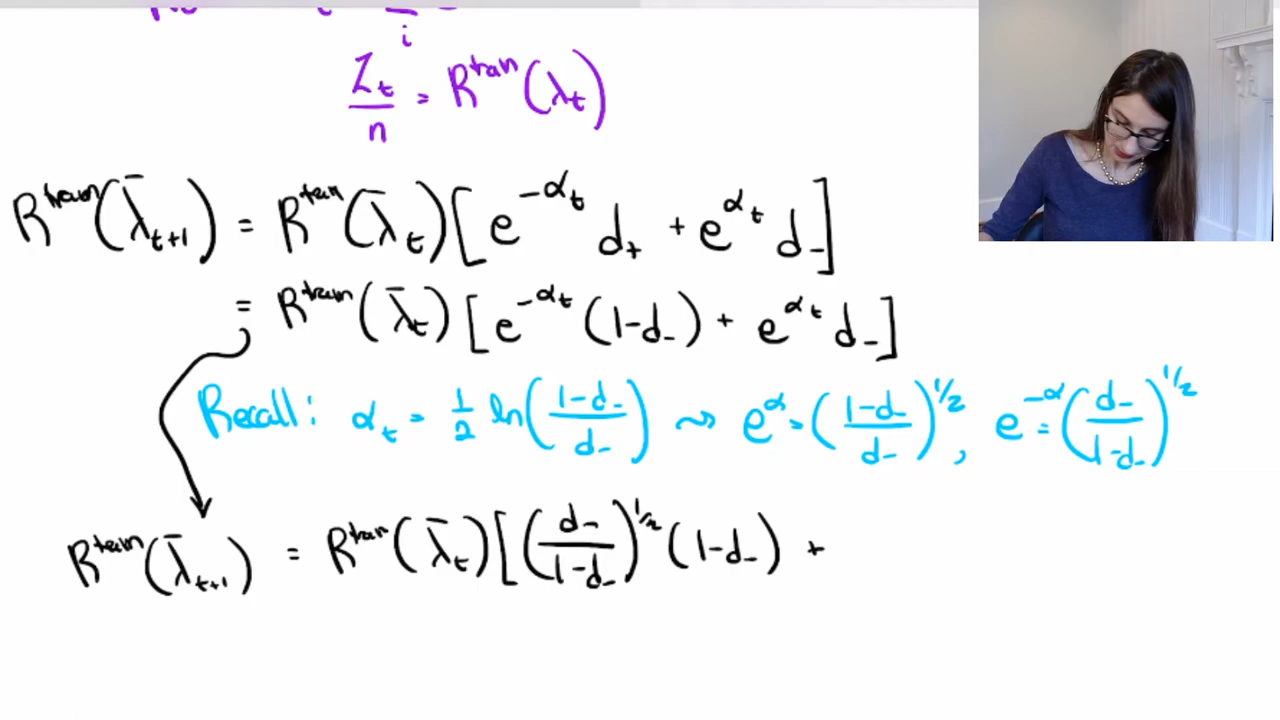 i
Z_t / n = R^train(λ_t)
R^train(λ̄_{t+1}) = R^train(λ̄_t)[e^{-α_t} d_+ + e^{α_t} d_-]
= R^train(λ̄_t)[e^{-α_t}(1-d_-) + e^{α_t} d_-]
Recall: α_t = 1/2 ln((1-d_-)/d_-) ⇝ e^α = ((1-d_-)/d_-)^{1/2}, e^{-α} = (d_-/(1-d_-))^{1/2}
R^train(λ̄_{t+1}) = R^train(λ̄_t)[(d_-/(1-d_-))^{1/2}(1-d_-) +